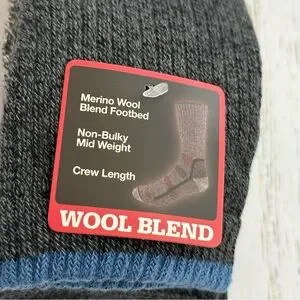 Merino Wool
Blend Footbed
Non-Bulky
Mid Weight
Crew Length
WOOL BLEND